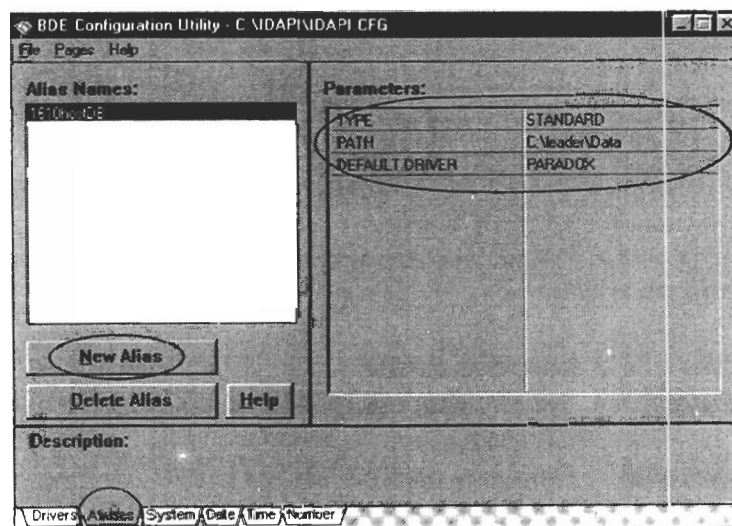 BDE Configuration Utility - C:\IDAPI\IDAPI.CFG
File Pages Help
Alias Names:
Parameters:
TYPE STANDARD
PATH C:\leader\Data
DEFAULT DRIVER PARADOX
New Alias
Delete Alias Help
Description:
Drivers Aliases System Date Time Number